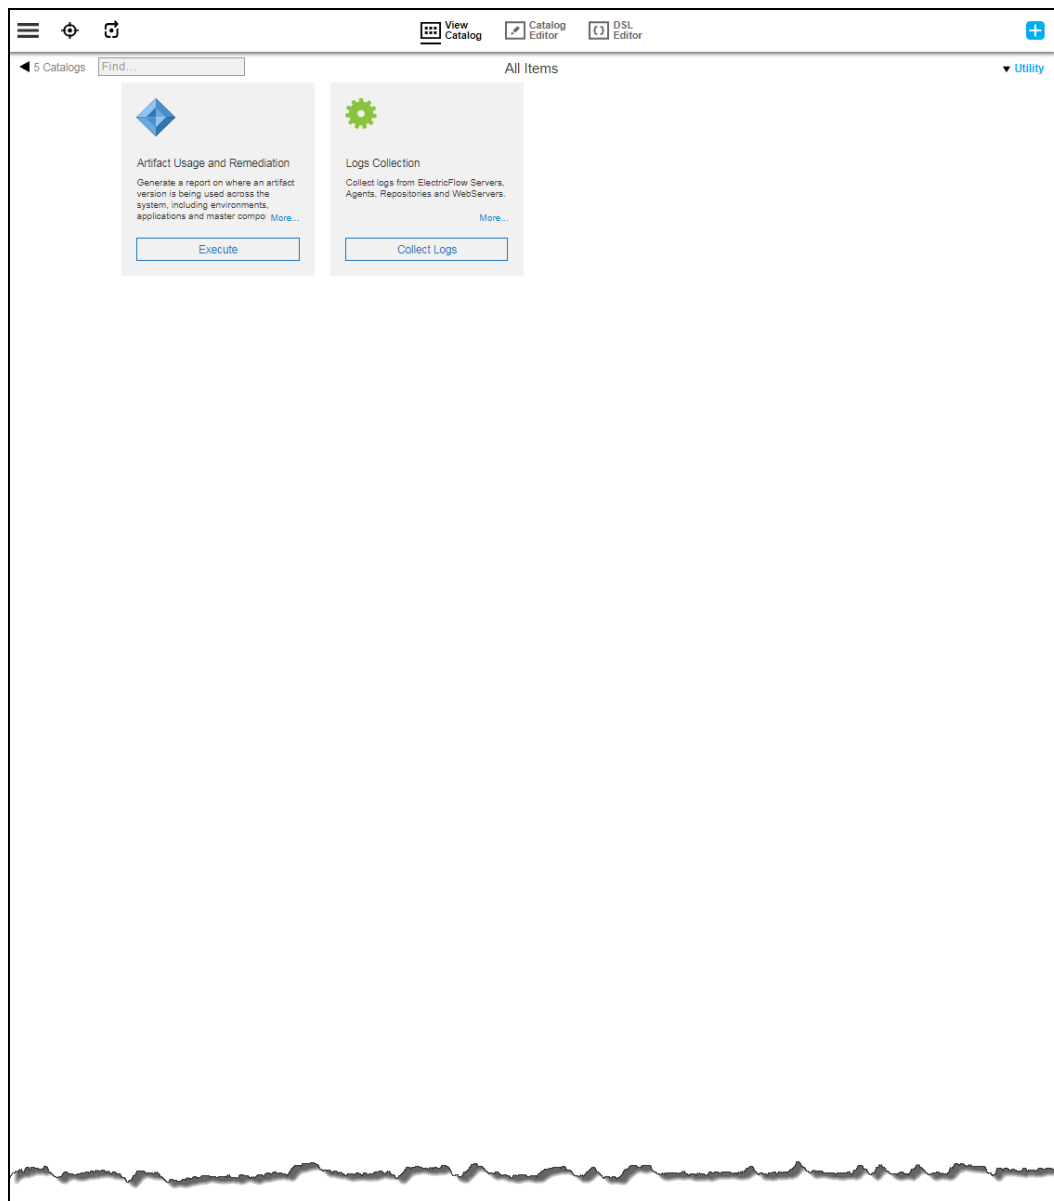 View
Catalog
Catalog
Editor
DSL
Editor
5 Catalogs
Find...
All Items
Utility
Artifact Usage and Remediation
Generate a report on where an artifact
version is being used across the
system, including environments,
applications and master compo More...
Execute
Logs Collection
Collect logs from ElectricFlow Servers,
Agents, Repositories and WebServers.
More...
Collect Logs